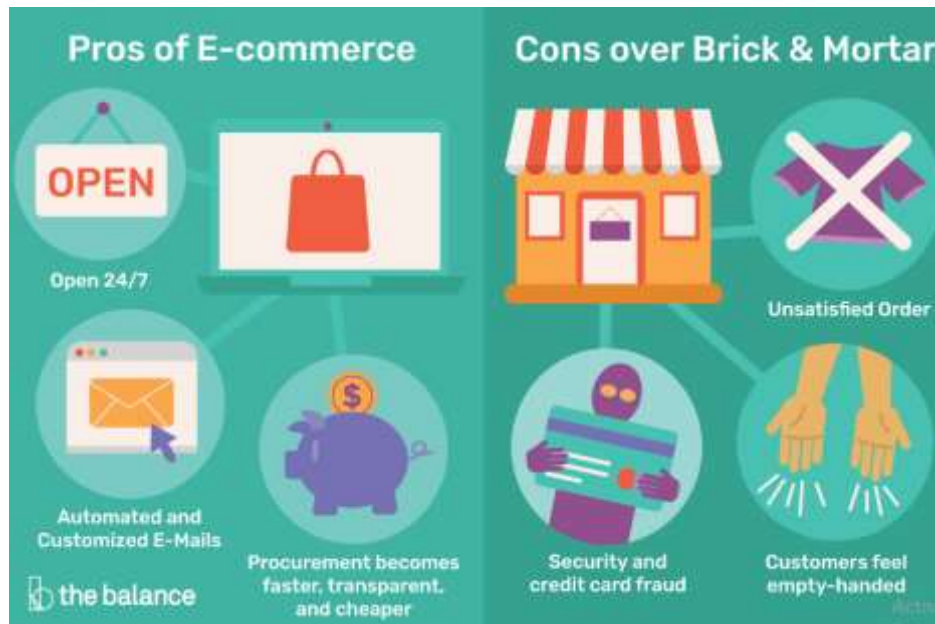 Pros of E-commerce
OPEN
Open 24/7
Automated and
Customized E-Mails
$
Procurement becomes
faster, transparent,
and cheaper
the balance
Cons over Brick & Mortar
Unsatisfied Order
Security and
credit card fraud
Customers feel
empty-handed